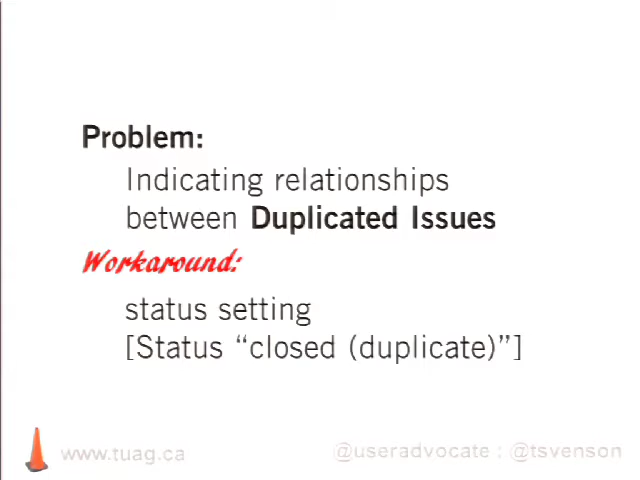 Problem:
Indicating relationships
between Duplicated Issues
Workaround:
status setting
[Status “closed (duplicate)”]
www.tuag.ca
@useradvocate : @tsvenson